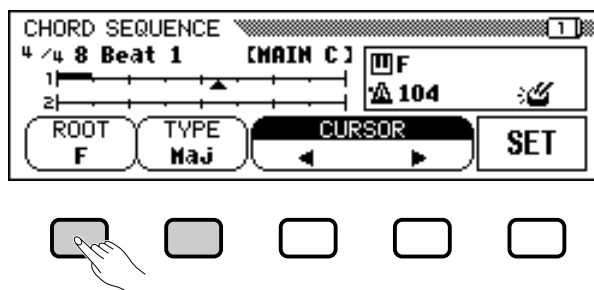 CHORD SEQUENCE 1
4/4 8 Beat 1 [MAIN C]
F
1
104
2
ROOT TYPE CURSOR SET
F Maj ◀ ▶